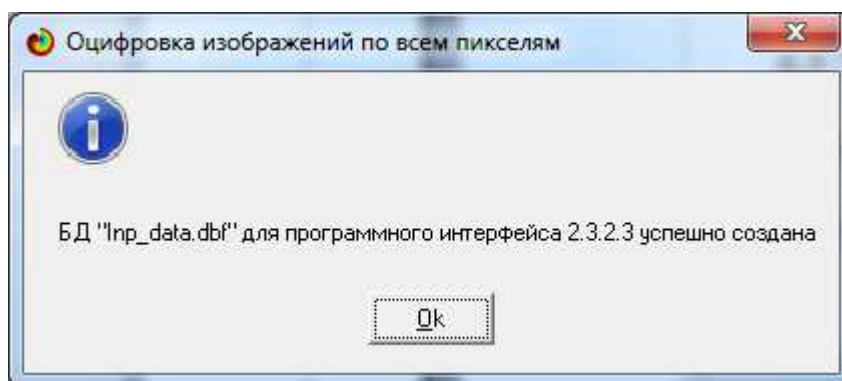 Оцифровка изображений по всем пикселям
БД "Inp_data.dbf" для программного интерфейса 2.3.2.3 успешно создана
Ok